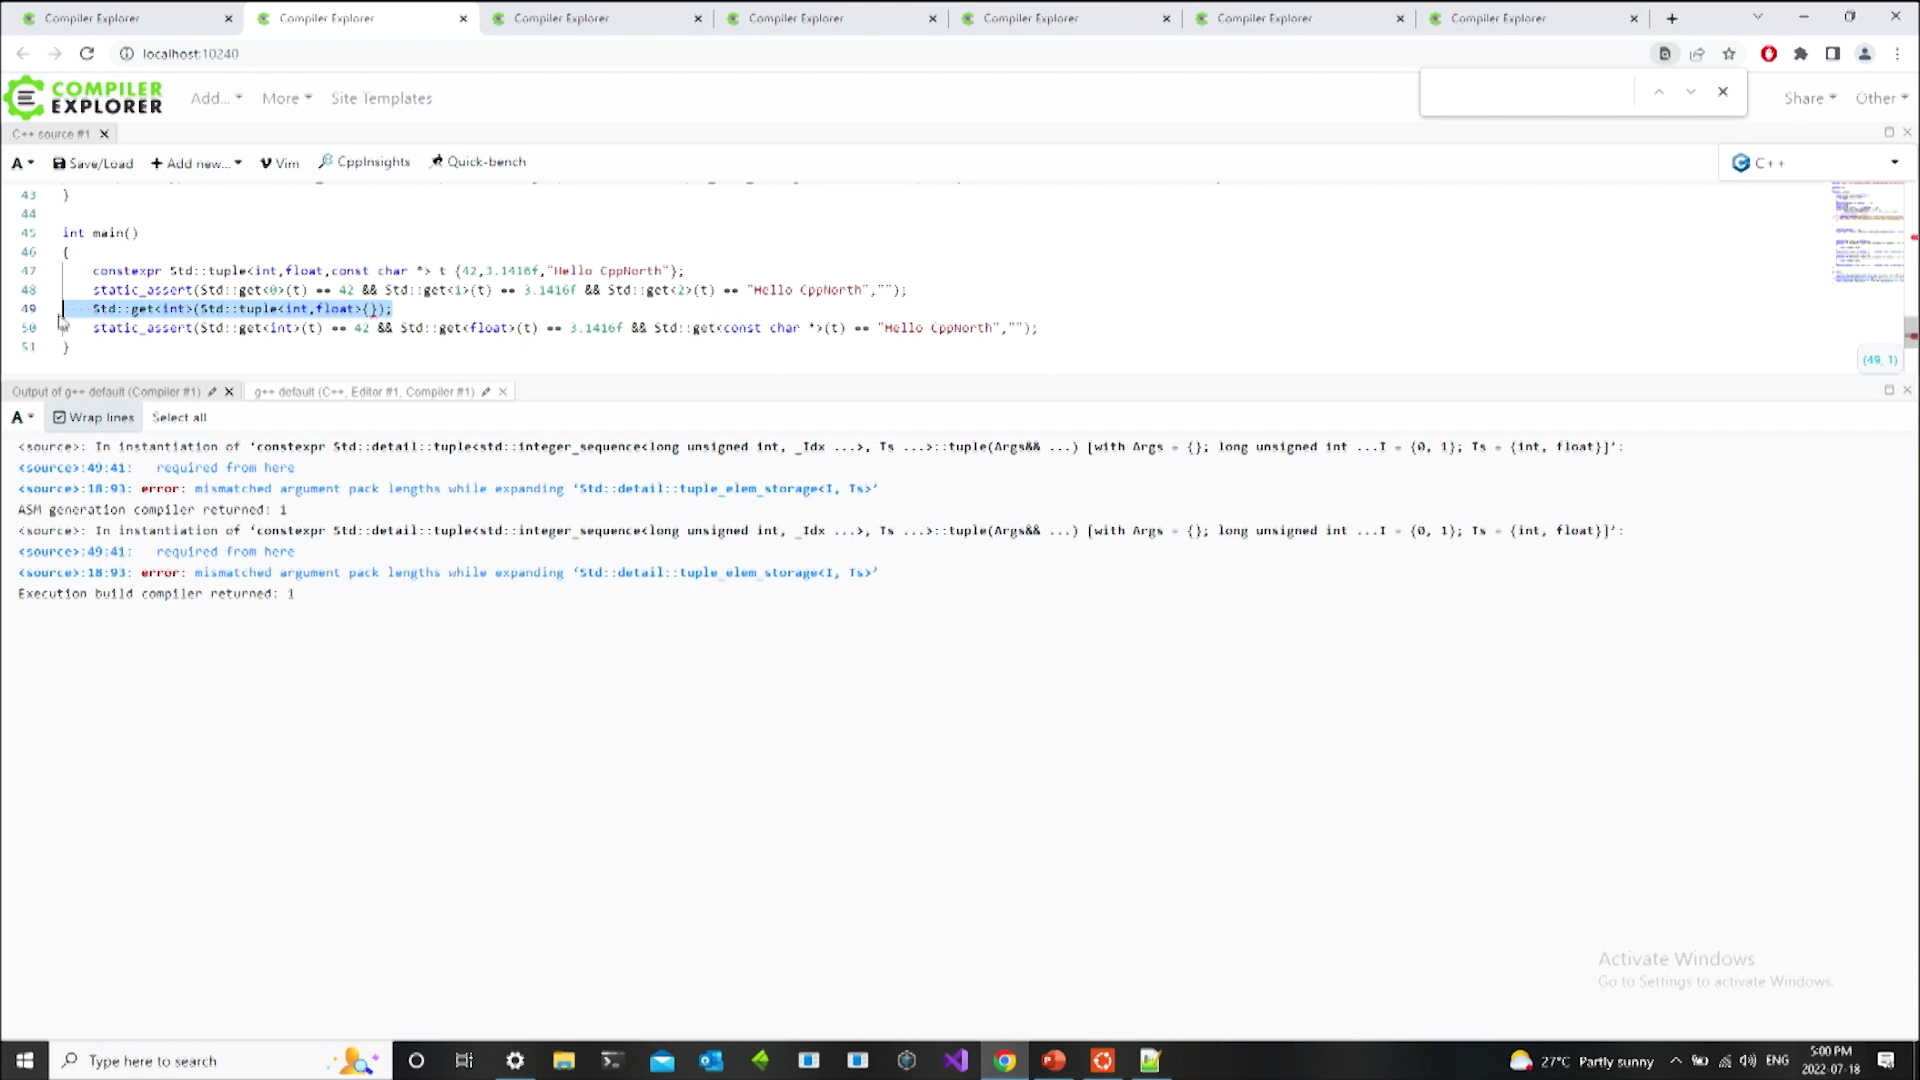 Compiler Explorer Compiler Explorer Compiler Explorer Compiler Explorer Compiler Explorer Compiler Explorer Compiler Explorer
localhost:10240
COMPILER
EXPLORER
Add... More Site Templates
Share Other
C++ source #1
A Save/Load + Add new... Vim CppInsights Quick-bench
C++
43 }
44
45 int main()
46 {
47 constexpr Std::tuple<int,float,const char *> t {42,3.1416f,"Hello CppNorth"};
48 static_assert(Std::get<0>(t) == 42 && Std::get<1>(t) == 3.1416f && Std::get<2>(t) == "Hello CppNorth","");
49 Std::get<int>(Std::tuple<int,float>{});
50 static_assert(Std::get<int>(t) == 42 && Std::get<float>(t) == 3.1416f && Std::get<const char *>(t) == "Hello CppNorth","");
51 }
(49, 1)
Output of g++ default (Compiler #1) g++ default (C++, Editor #1, Compiler #1)
A Wrap lines Select all
<source>: In instantiation of ‘constexpr Std::detail::tuple<std::integer_sequence<long unsigned int, _Idx ...>, Ts ...>::tuple(Args&& ...) [with Args = {}; long unsigned int ...I = {0, 1}; Ts = {int, float}]’:
<source>:49:41: required from here
<source>:18:93: error: mismatched argument pack lengths while expanding ‘Std::detail::tuple_elem_storage<I, Ts>’
ASM generation compiler returned: 1
<source>: In instantiation of ‘constexpr Std::detail::tuple<std::integer_sequence<long unsigned int, _Idx ...>, Ts ...>::tuple(Args&& ...) [with Args = {}; long unsigned int ...I = {0, 1}; Ts = {int, float}]’:
<source>:49:41: required from here
<source>:18:93: error: mismatched argument pack lengths while expanding ‘Std::detail::tuple_elem_storage<I, Ts>’
Execution build compiler returned: 1
Activate Windows
Go to Settings to activate Windows.
Type here to search
27°C Partly sunny
ENG
5:00 PM
2022-07-18